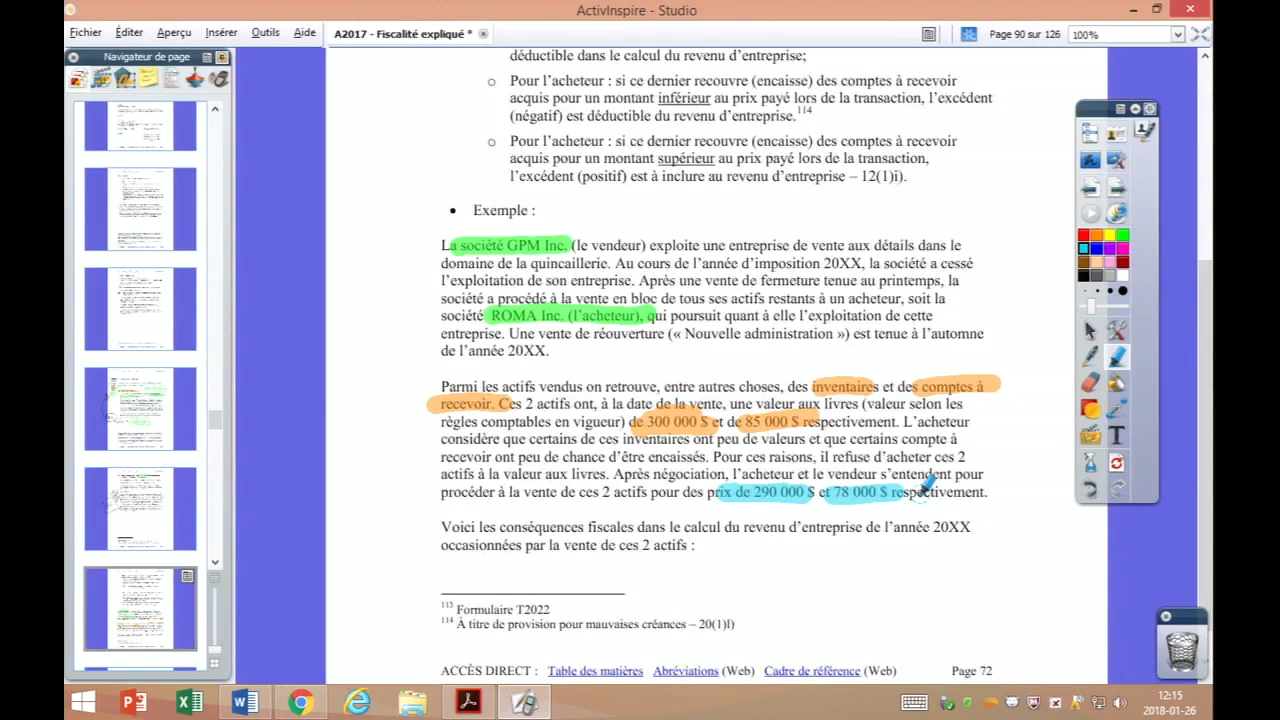 ActivInspire - Studio
Fichier Éditer Aperçu Insérer Outils Aide
A2017 - Fiscalité expliqué *
Page 90 sur 126
100%
Navigateur de page
déductible dans le calcul du revenu d'entreprise;
o Pour l'acheteur : si ce dernier recouvre (encaisse) des comptes à recevoir
acquis pour un montant inférieur au prix payé lors de la transaction, l'excédent
(négatif) est déductible du revenu d'entreprise.114
o Pour l'acheteur : si ce dernier recouvre (encaisse) des comptes à recevoir
acquis pour un montant supérieur au prix payé lors de la transaction,
l'excédent (positif) est à inclure au revenu d'entreprise – 12(1)i).
• Exemple :
La société GPM Inc. (le vendeur) exploite une entreprise de vente aux détails dans le
domaine de la quincaillerie. Au cours de l'année d'imposition 20XX, la société a cessé
l'exploitation de son entreprise. Après une vente de fermeture tenue au printemps, la
société a procédé à la vente en bloc de tous ses actifs restants à un acheteur, soit la
société ROMA Inc. (l'acheteur), qui poursuit quant à elle l'exploitation de cette
entreprise. Une vente de réouverture (« Nouvelle administration ») est tenue à l'automne
de l'année 20XX.
Parmi les actifs vendus, on retrouve, entre autres choses, des inventaires et des comptes à
recevoir. Ces 2 actifs ont, à la date de la vente, une valeur aux livres (valeur selon les
règles comptables en vigueur) de 300 000 $ et de 85 000 $ respectivement. L'acheteur
considère que certains de ces inventaires ont peu de valeurs et que certains compte à
recevoir ont peu de chance d'être encaissés. Pour ces raisons, il refuse d'acheter ces 2
actifs à la valeur aux livres. Après négociation, l'acheteur et le vendeur s'entendent pour
procéder à la vente de ces 2 actifs pour des prix de 290 000 $ et $ respectivement.
Voici les conséquences fiscales dans le calcul du revenu d'entreprise de l'année 20XX
occasionnées par la vente de ces 2 actifs :
113 Formulaire T2022
114 À titre de provision pour mauvaises créances – 20(1)l)
ACCÈS DIRECT : Table des matières Abréviations (Web) Cadre de référence (Web) Page 72
12:15
2018-01-26